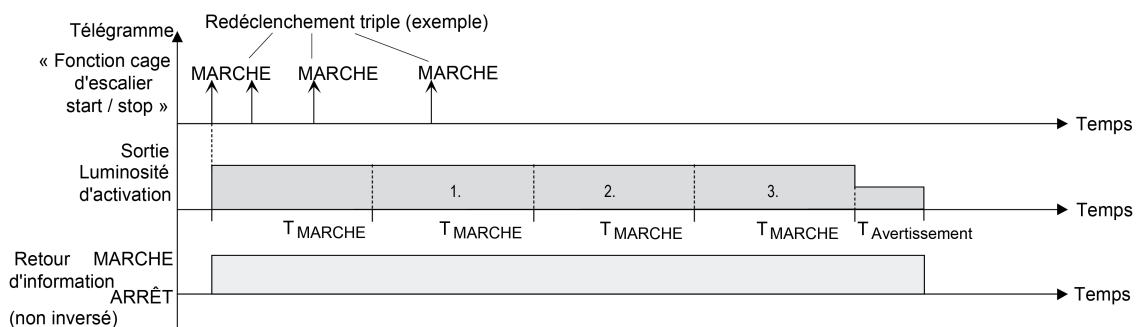 Redéclenchement triple (exemple)
Télégramme
« Fonction cage
d'escalier
start / stop »
MARCHE
MARCHE
MARCHE
Temps
Sortie
Luminosité
d'activation
1.
2.
3.
Temps
T MARCHE
T MARCHE
T MARCHE
T MARCHE
T Avertissement
Retour MARCHE
d'information
ARRÊT
(non inversé)
Temps